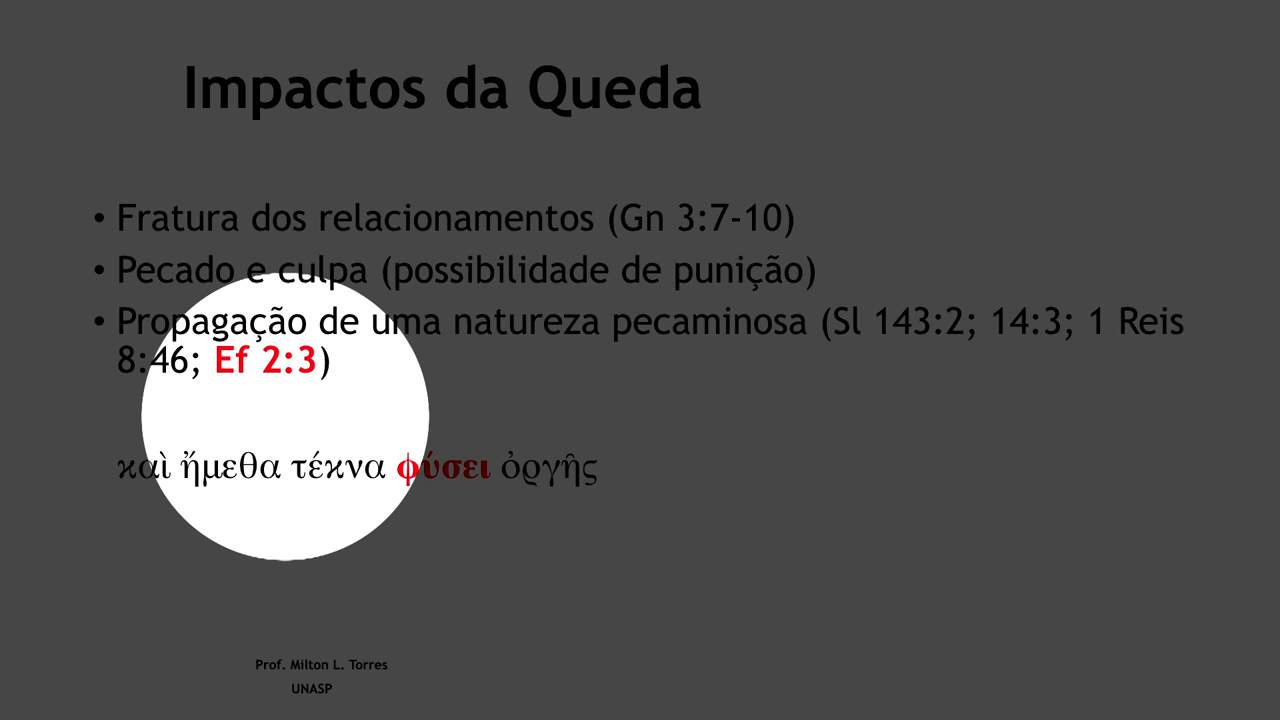 Impactos da Queda
• Fratura dos relacionamentos (Gn 3:7-10)
• Pecado e culpa (possibilidade de punição)
• Propagação de uma natureza pecaminosa (Sl 143:2; 14:3; 1 Reis
8:46; Ef 2:3)
καὶ ἤμεθα τέκνα φύσει ὀργῆς
Prof. Milton L. Torres
UNASP